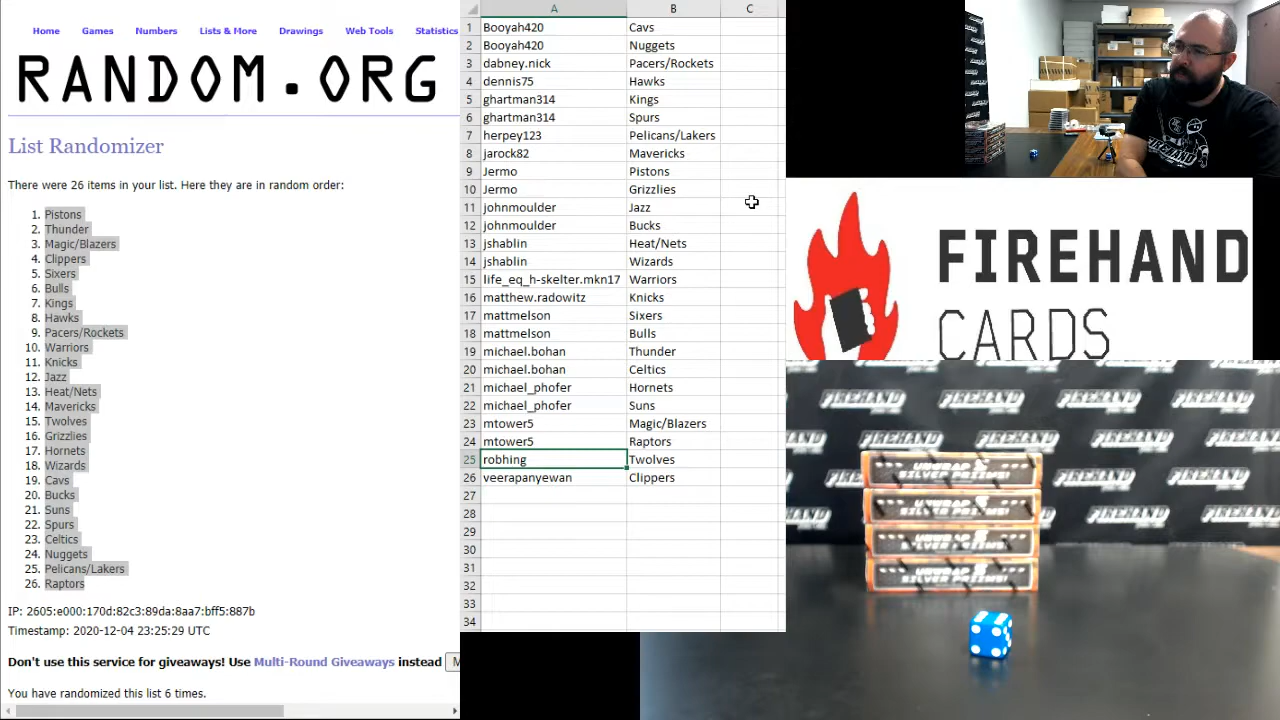 Home Games Numbers Lists & More Drawings Web Tools Statistics
RANDOM.ORG
List Randomizer
There were 26 items in your list. Here they are in random order:
1. Pistons
2. Thunder
3. Magic/Blazers
4. Clippers
5. Sixers
6. Bulls
7. Kings
8. Hawks
9. Pacers/Rockets
10. Warriors
11. Knicks
12. Jazz
13. Heat/Nets
14. Mavericks
15. Twolves
16. Grizzlies
17. Hornets
18. Wizards
19. Cavs
20. Bucks
21. Suns
22. Spurs
23. Celtics
24. Nuggets
25. Pelicans/Lakers
26. Raptors
IP: 2605:e000:170d:82c3:89da:8aa7:bff5:887b
Timestamp: 2020-12-04 23:25:29 UTC
Don't use this service for giveaways! Use Multi-Round Giveaways instead
You have randomized this list 6 times.
A B C
1 Booyah420 Cavs
2 Booyah420 Nuggets
3 dabney.nick Pacers/Rockets
4 dennis75 Hawks
5 ghartman314 Kings
6 ghartman314 Spurs
7 herpey123 Pelicans/Lakers
8 jarock82 Mavericks
9 Jermo Pistons
10 Jermo Grizzlies
11 johnmoulder Jazz
12 johnmoulder Bucks
13 jshablin Heat/Nets
14 jshablin Wizards
15 life_eq_h-skelter.mkn17 Warriors
16 matthew.radowitz Knicks
17 mattmelson Sixers
18 mattmelson Bulls
19 michael.bohan Thunder
20 michael.bohan Celtics
21 michael_phofer Hornets
22 michael_phofer Suns
23 mtower5 Magic/Blazers
24 mtower5 Raptors
25 robhing Twolves
26 veerapanyewan Clippers
27
28
29
30
31
32
33
34
FIREHAND
CARDS
FIREHAND
FIREHAND
FIREHAND
FIREHAND
UNWRAP
SILVER PRIZMS!